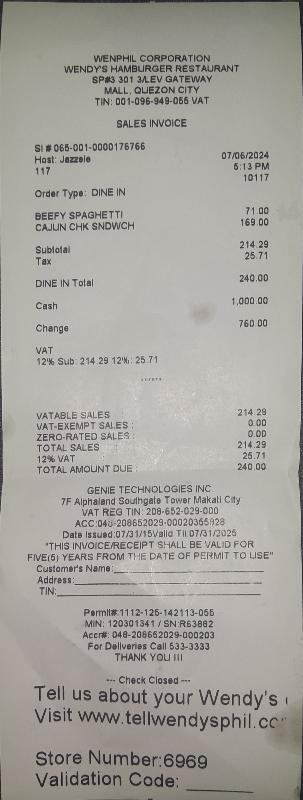 WENPHIL CORPORATION
WENDY'S HAMBURGER RESTAURANT
SP#3 301 3/LEV GATEWAY
MALL, QUEZON CITY
TIN: 001-096-949-055 VAT
SALES INVOICE
SI # 065-001-0000176766
Host: Jazzele 07/06/2024
117 5:13 PM
10117
Order Type: DINE IN
BEEFY SPAGHETTI 71.00
CAJUN CHK SNDWCH 169.00
Subtotal 214.29
Tax 25.71
DINE IN Total 240.00
Cash 1,000.00
Change 760.00
VAT
12% Sub: 214.29 12%: 25.71
******
VATABLE SALES : 214.29
VAT-EXEMPT SALES : 0.00
ZERO-RATED SALES : 0.00
TOTAL SALES : 214.29
12% VAT : 25.71
TOTAL AMOUNT DUE : 240.00
GENIE TECHNOLOGIES INC.
7F Alphaland Southgate Tower Makati City
VAT REG TIN: 208-652-029-000
ACC:046-208652029-00020365928
Date Issued:07/31/15Valid Til:07/31/2025
"THIS INVOICE/RECEIPT SHALL BE VALID FOR
FIVE(5) YEARS FROM THE DATE OF PERMIT TO USE"
Customer's Name:
Address:
TIN:
Permit#:1112-125-142113-055
MIN: 120301341 / SN:R63882
Accr#: 048-208652029-000203
For Deliveries Call 533-3333
THANK YOU !!!
--- Check Closed ---
Tell us about your Wendy's
Visit www.tellwendysphil.co
Store Number:6969
Validation Code: